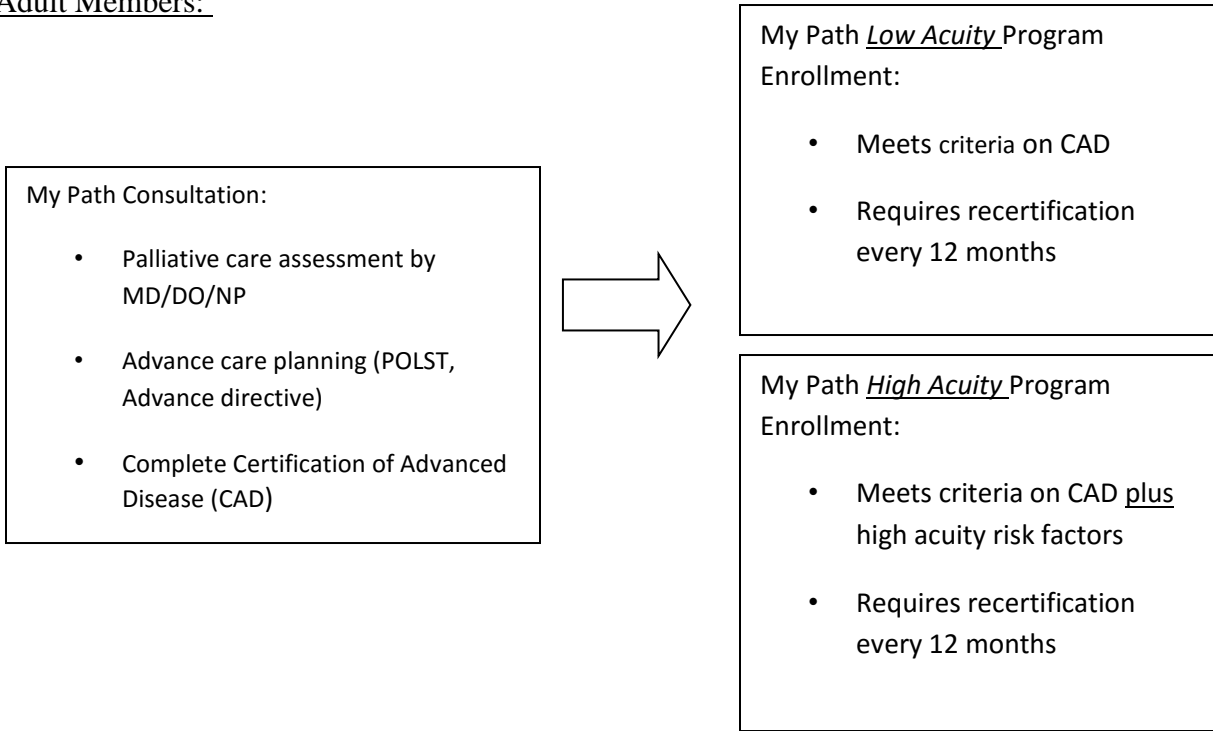 Adult Members:
My Path Consultation:
• Palliative care assessment by
MD/DO/NP
• Advance care planning (POLST,
Advance directive)
• Complete Certification of Advanced
Disease (CAD)
My Path Low Acuity Program
Enrollment:
• Meets criteria on CAD
• Requires recertification
every 12 months
My Path High Acuity Program
Enrollment:
• Meets criteria on CAD plus
high acuity risk factors
• Requires recertification
every 12 months